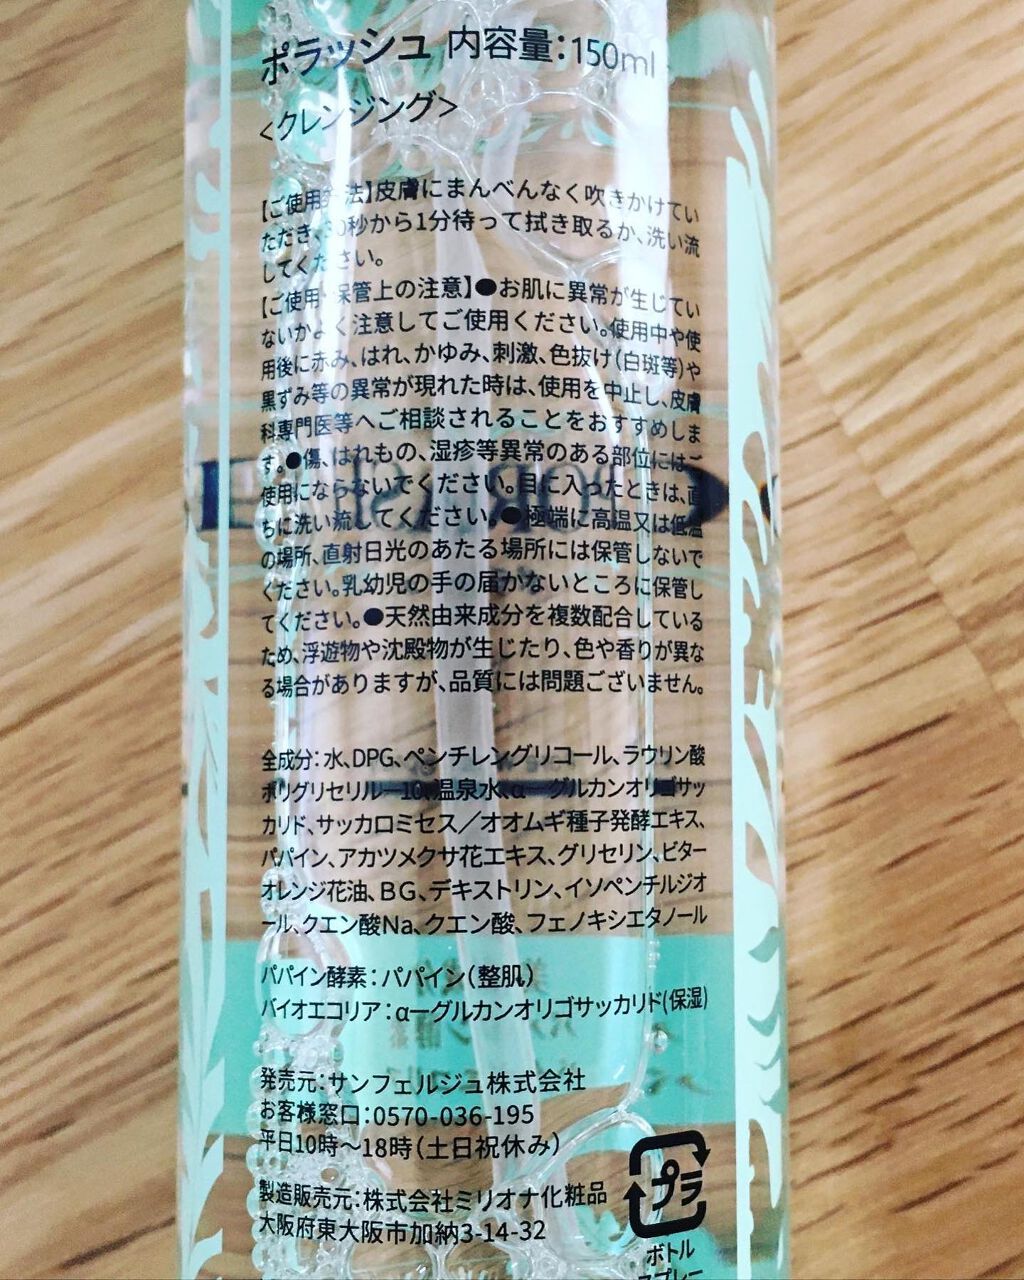 ポラッシュ 内容量：150ml
<クレンジング>
【ご使用方法】皮膚にまんべんなく吹きかけてい
ただき、30秒から1分待って拭き取るか、洗い流
してください。
【ご使用・保管上の注意】●お肌に異常が生じてい
ないかよく注意してご使用ください。使用中や使
用後に赤み、はれ、かゆみ、刺激、色抜け(白斑等)や
黒ずみ等の異常が現れた時は、使用を中止し、皮膚
科専門医等へご相談されることをおすすめしま
す。●傷、はれもの、湿疹等異常のある部位にはご
使用にならないでください。目に入ったときは、直
ちに洗い流してください。●極端に高温又は低温
の場所、直射日光のあたる場所には保管しないで
ください。乳幼児の手の届かないところに保管し
てください。●天然由来成分を複数配合している
ため、浮遊物や沈殿物が生じたり、色や香りが異な
る場合がありますが、品質には問題ございません。
全成分：水、DPG、ペンチレングリコール、ラウリン酸
ポリグリセリル－10、温泉水、α－グルカンオリゴサッ
カリド、サッカロミセス／オオムギ種子発酵エキス、
パパイン、アカツメクサ花エキス、グリセリン、ビター
オレンジ花油、BG、デキストリン、イソペンチルジオ
ール、クエン酸Na、クエン酸、フェノキシエタノール
パパイン酵素：パパイン(整肌)
バイオエコリア：α－グルカンオリゴサッカリド(保湿)
発売元：サンフェルジュ株式会社
お客様窓口：0570-036-195
平日10時～18時(土日祝休み)
製造販売元：株式会社ミリオナ化粧品
大阪府東大阪市加納3-14-32
プラ
ボトル
スプレー